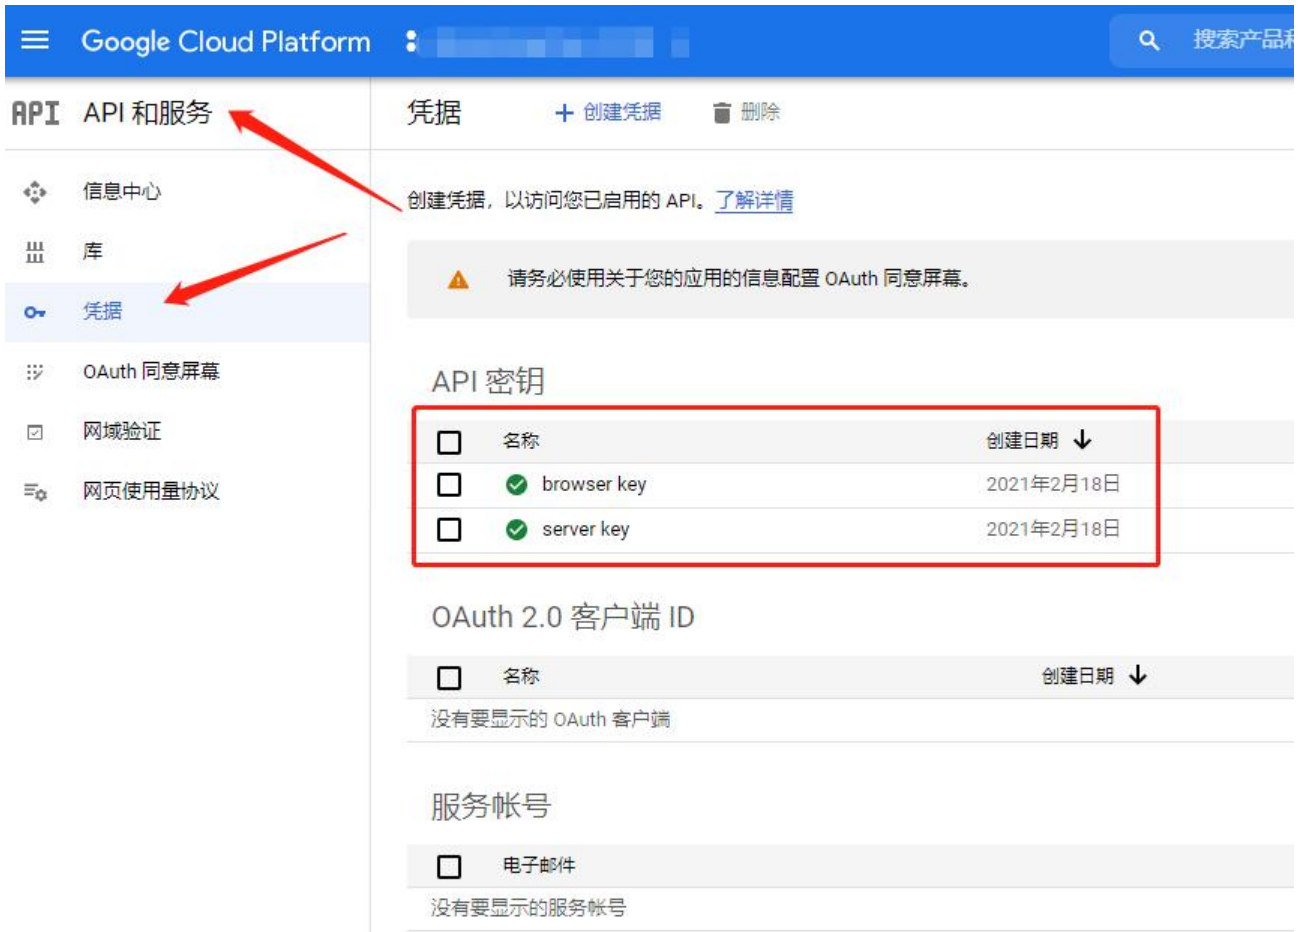 Google Cloud Platform
搜索产品和
API API 和服务
凭据
创建凭据
删除
信息中心
库
凭据
OAuth 同意屏幕
网域验证
网页使用量协议
创建凭据，以访问您已启用的 API。了解详情
请务必使用关于您的应用的信息配置 OAuth 同意屏幕。
API 密钥
名称 创建日期
browser key 2021年2月18日
server key 2021年2月18日
OAuth 2.0 客户端 ID
名称 创建日期
没有要显示的 OAuth 客户端
服务帐号
电子邮件
没有要显示的服务帐号